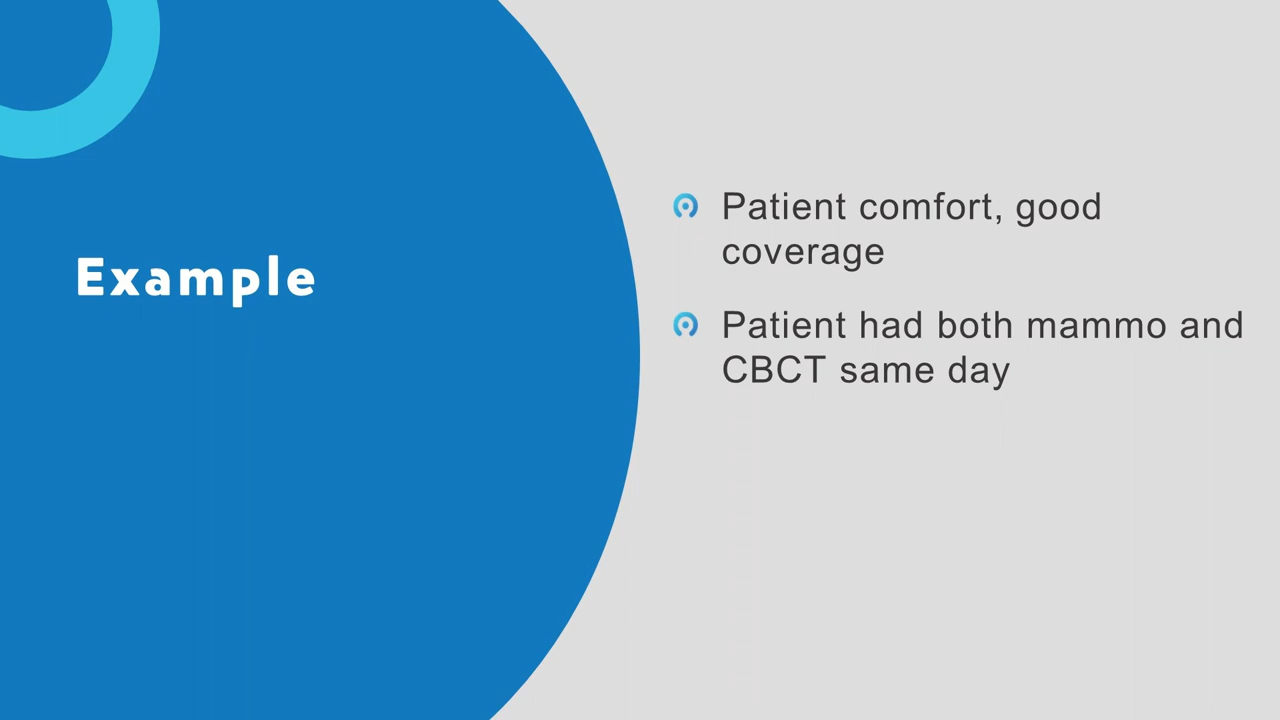 Example
Patient comfort, good
coverage
Patient had both mammo and
CBCT same day